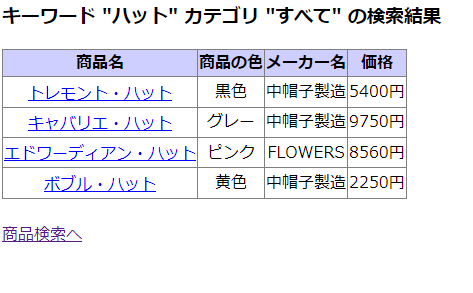 キーワード "ハット" カテゴリ "すべて" の検索結果
商品名 商品の色 メーカー名 価格
トレモント・ハット 黒色 中帽子製造 5400円
キャバリエ・ハット グレー 中帽子製造 9750円
エドワーディアン・ハット ピンク FLOWERS 8560円
ボブル・ハット 黄色 中帽子製造 2250円
商品検索へ